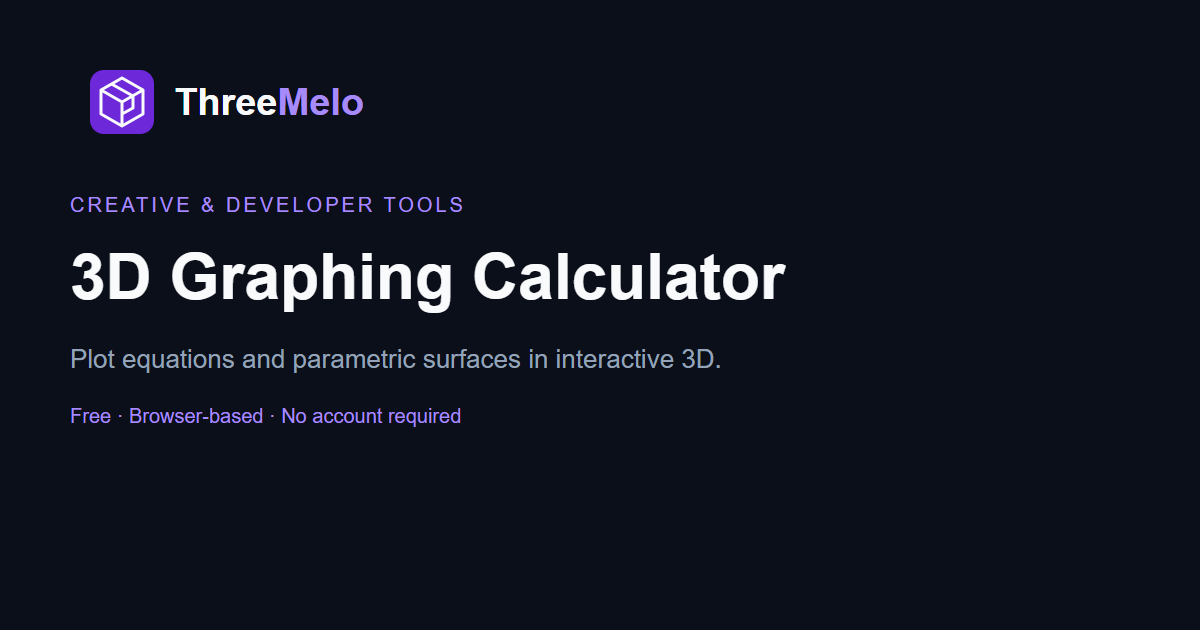 ThreeMelo
CREATIVE & DEVELOPER TOOLS
3D Graphing Calculator
Plot equations and parametric surfaces in interactive 3D.
Free · Browser-based · No account required